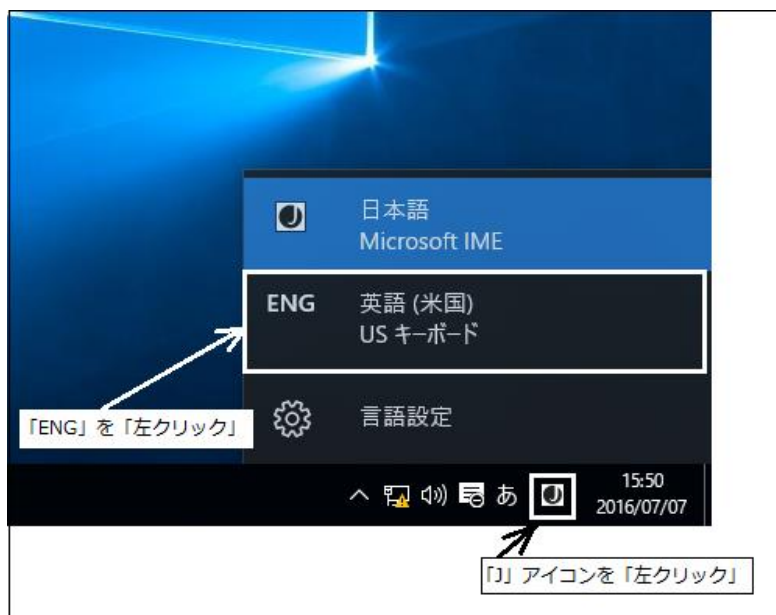 日本語
Microsoft IME
ENG 英語 (米国)
US キーボード
「ENG」を「左クリック」
言語設定
あ
15:50
2016/07/07
「J」アイコンを「左クリック」